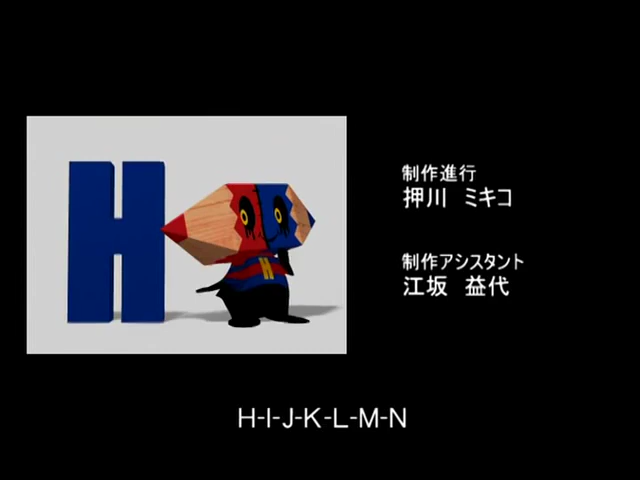 H
制作進行
押川 ミキコ
制作アシスタント
江坂 益代
H-I-J-K-L-M-N